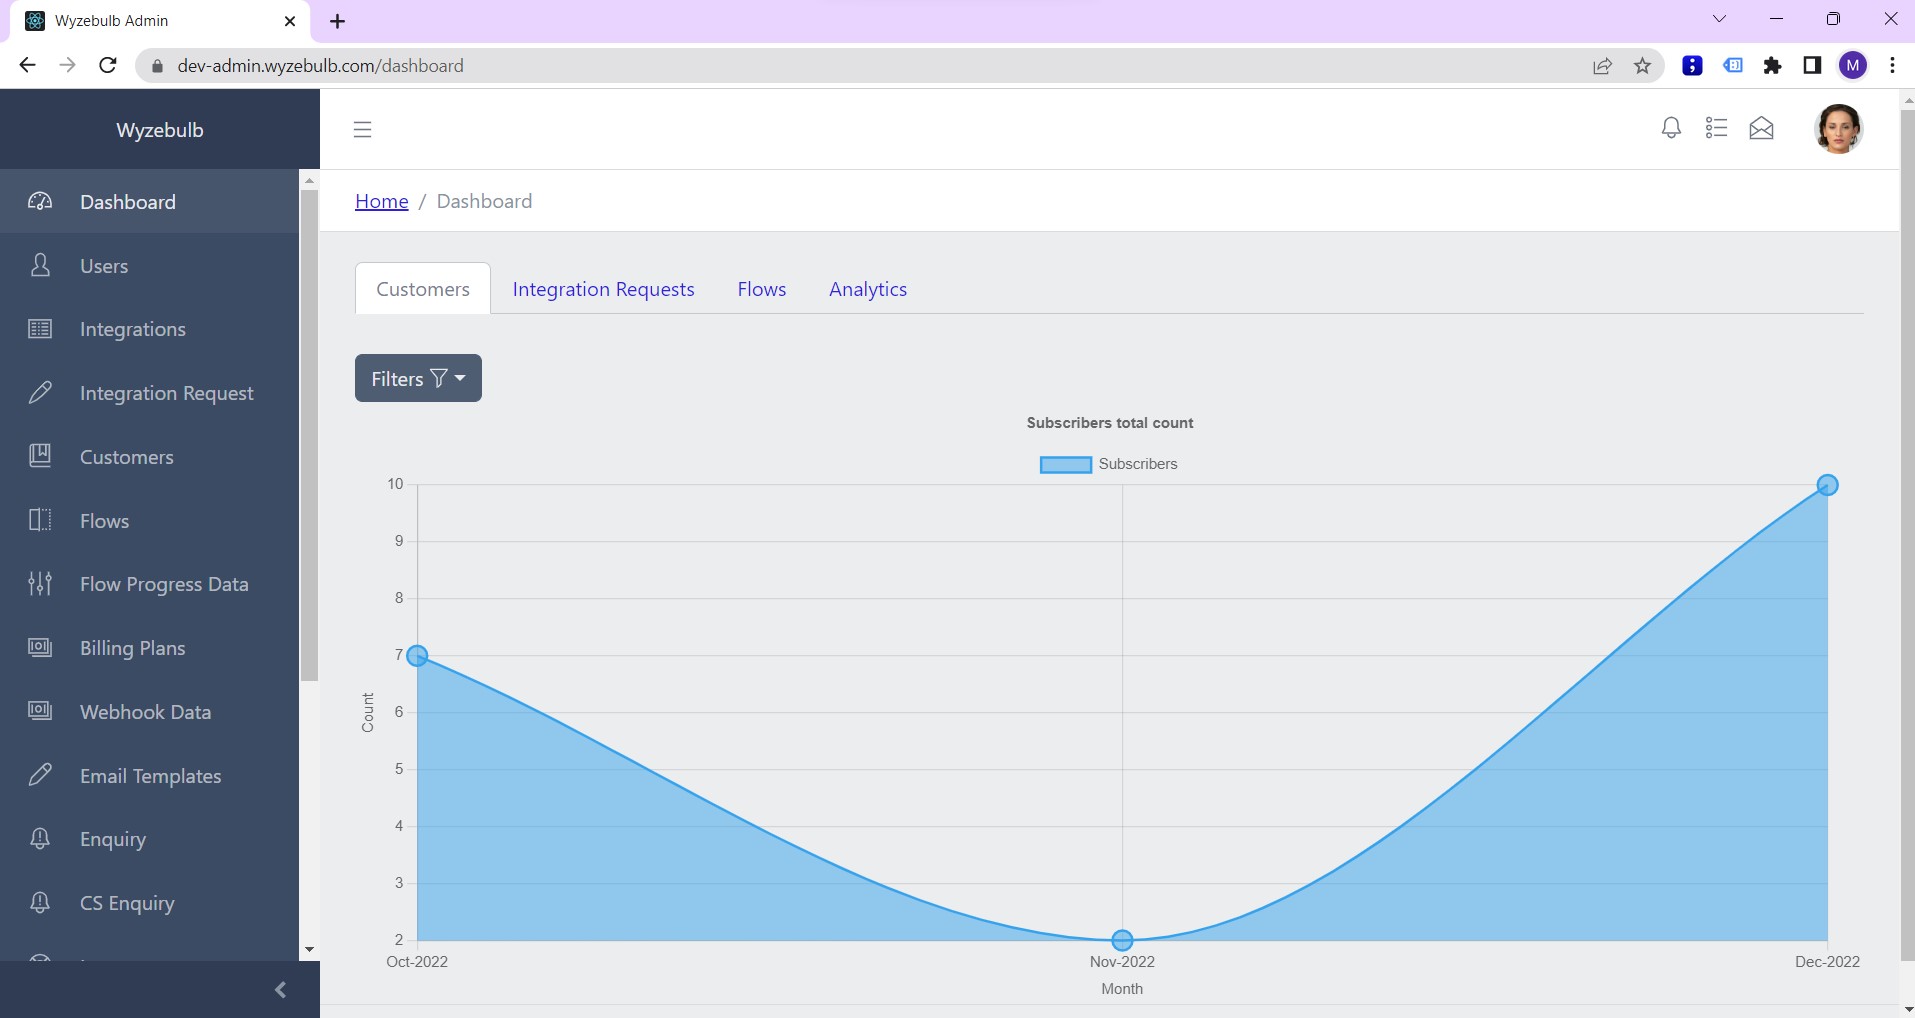 Wyzebulb Admin
dev-admin.wyzebulb.com/dashboard
M
Wyzebulb
Dashboard
Users
Integrations
Integration Request
Customers
Flows
Flow Progress Data
Billing Plans
Webhook Data
Email Templates
Enquiry
CS Enquiry
Home / Dashboard
Customers Integration Requests Flows Analytics
Filters
Subscribers total count
Subscribers
10
9
8
7
6
5
4
3
2
Count
Oct-2022 Nov-2022 Dec-2022
Month